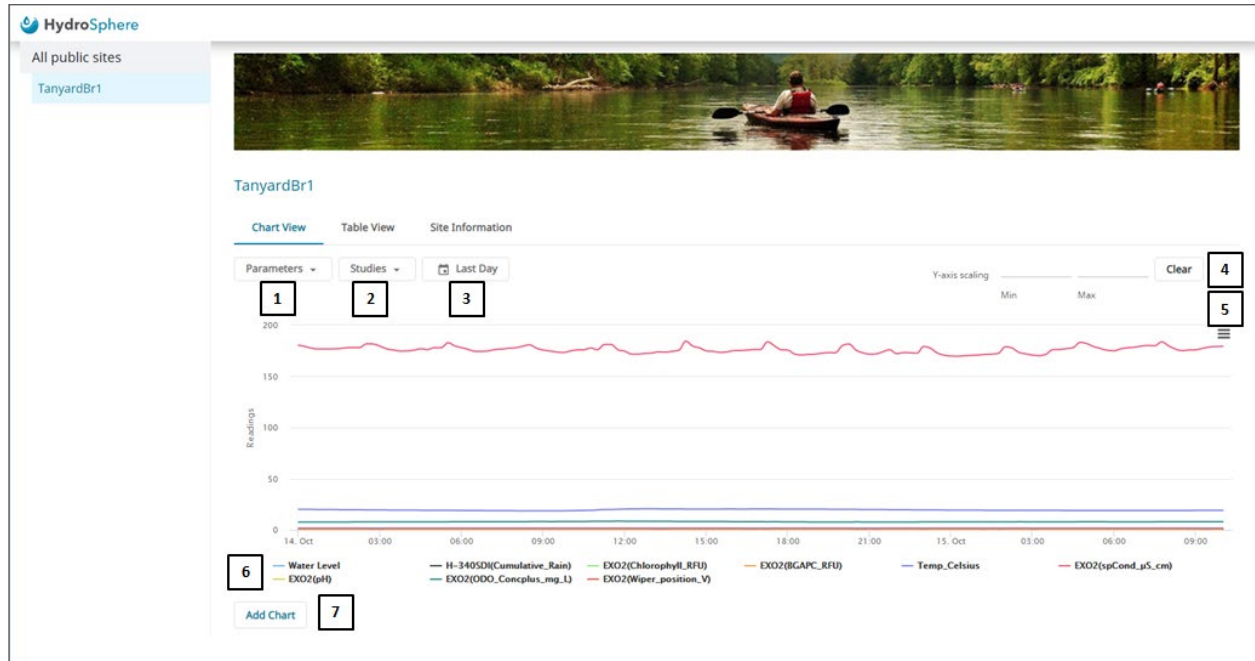 HydroSphere
All public sites
TanyardBr1
TanyardBr1
Chart View Table View Site Information
Parameters Studies Last Day
Y-axis scaling Clear 4
Min Max
1 2 3 5
200
150
100
50
0
Readings
14. Oct 03:00 06:00 09:00 12:00 15:00 18:00 21:00 15. Oct 03:00 06:00 09:00
6 Water Level H-340SDI(Cumulative_Rain) EXO2(Chlorophyll_RFU) EXO2(BGAPC_RFU) Temp_Celsius EXO2(spCond_µS_cm)
EXO2(pH) EXO2(ODO_Concplus_mg_L) EXO2(Wiper_position_V)
Add Chart 7